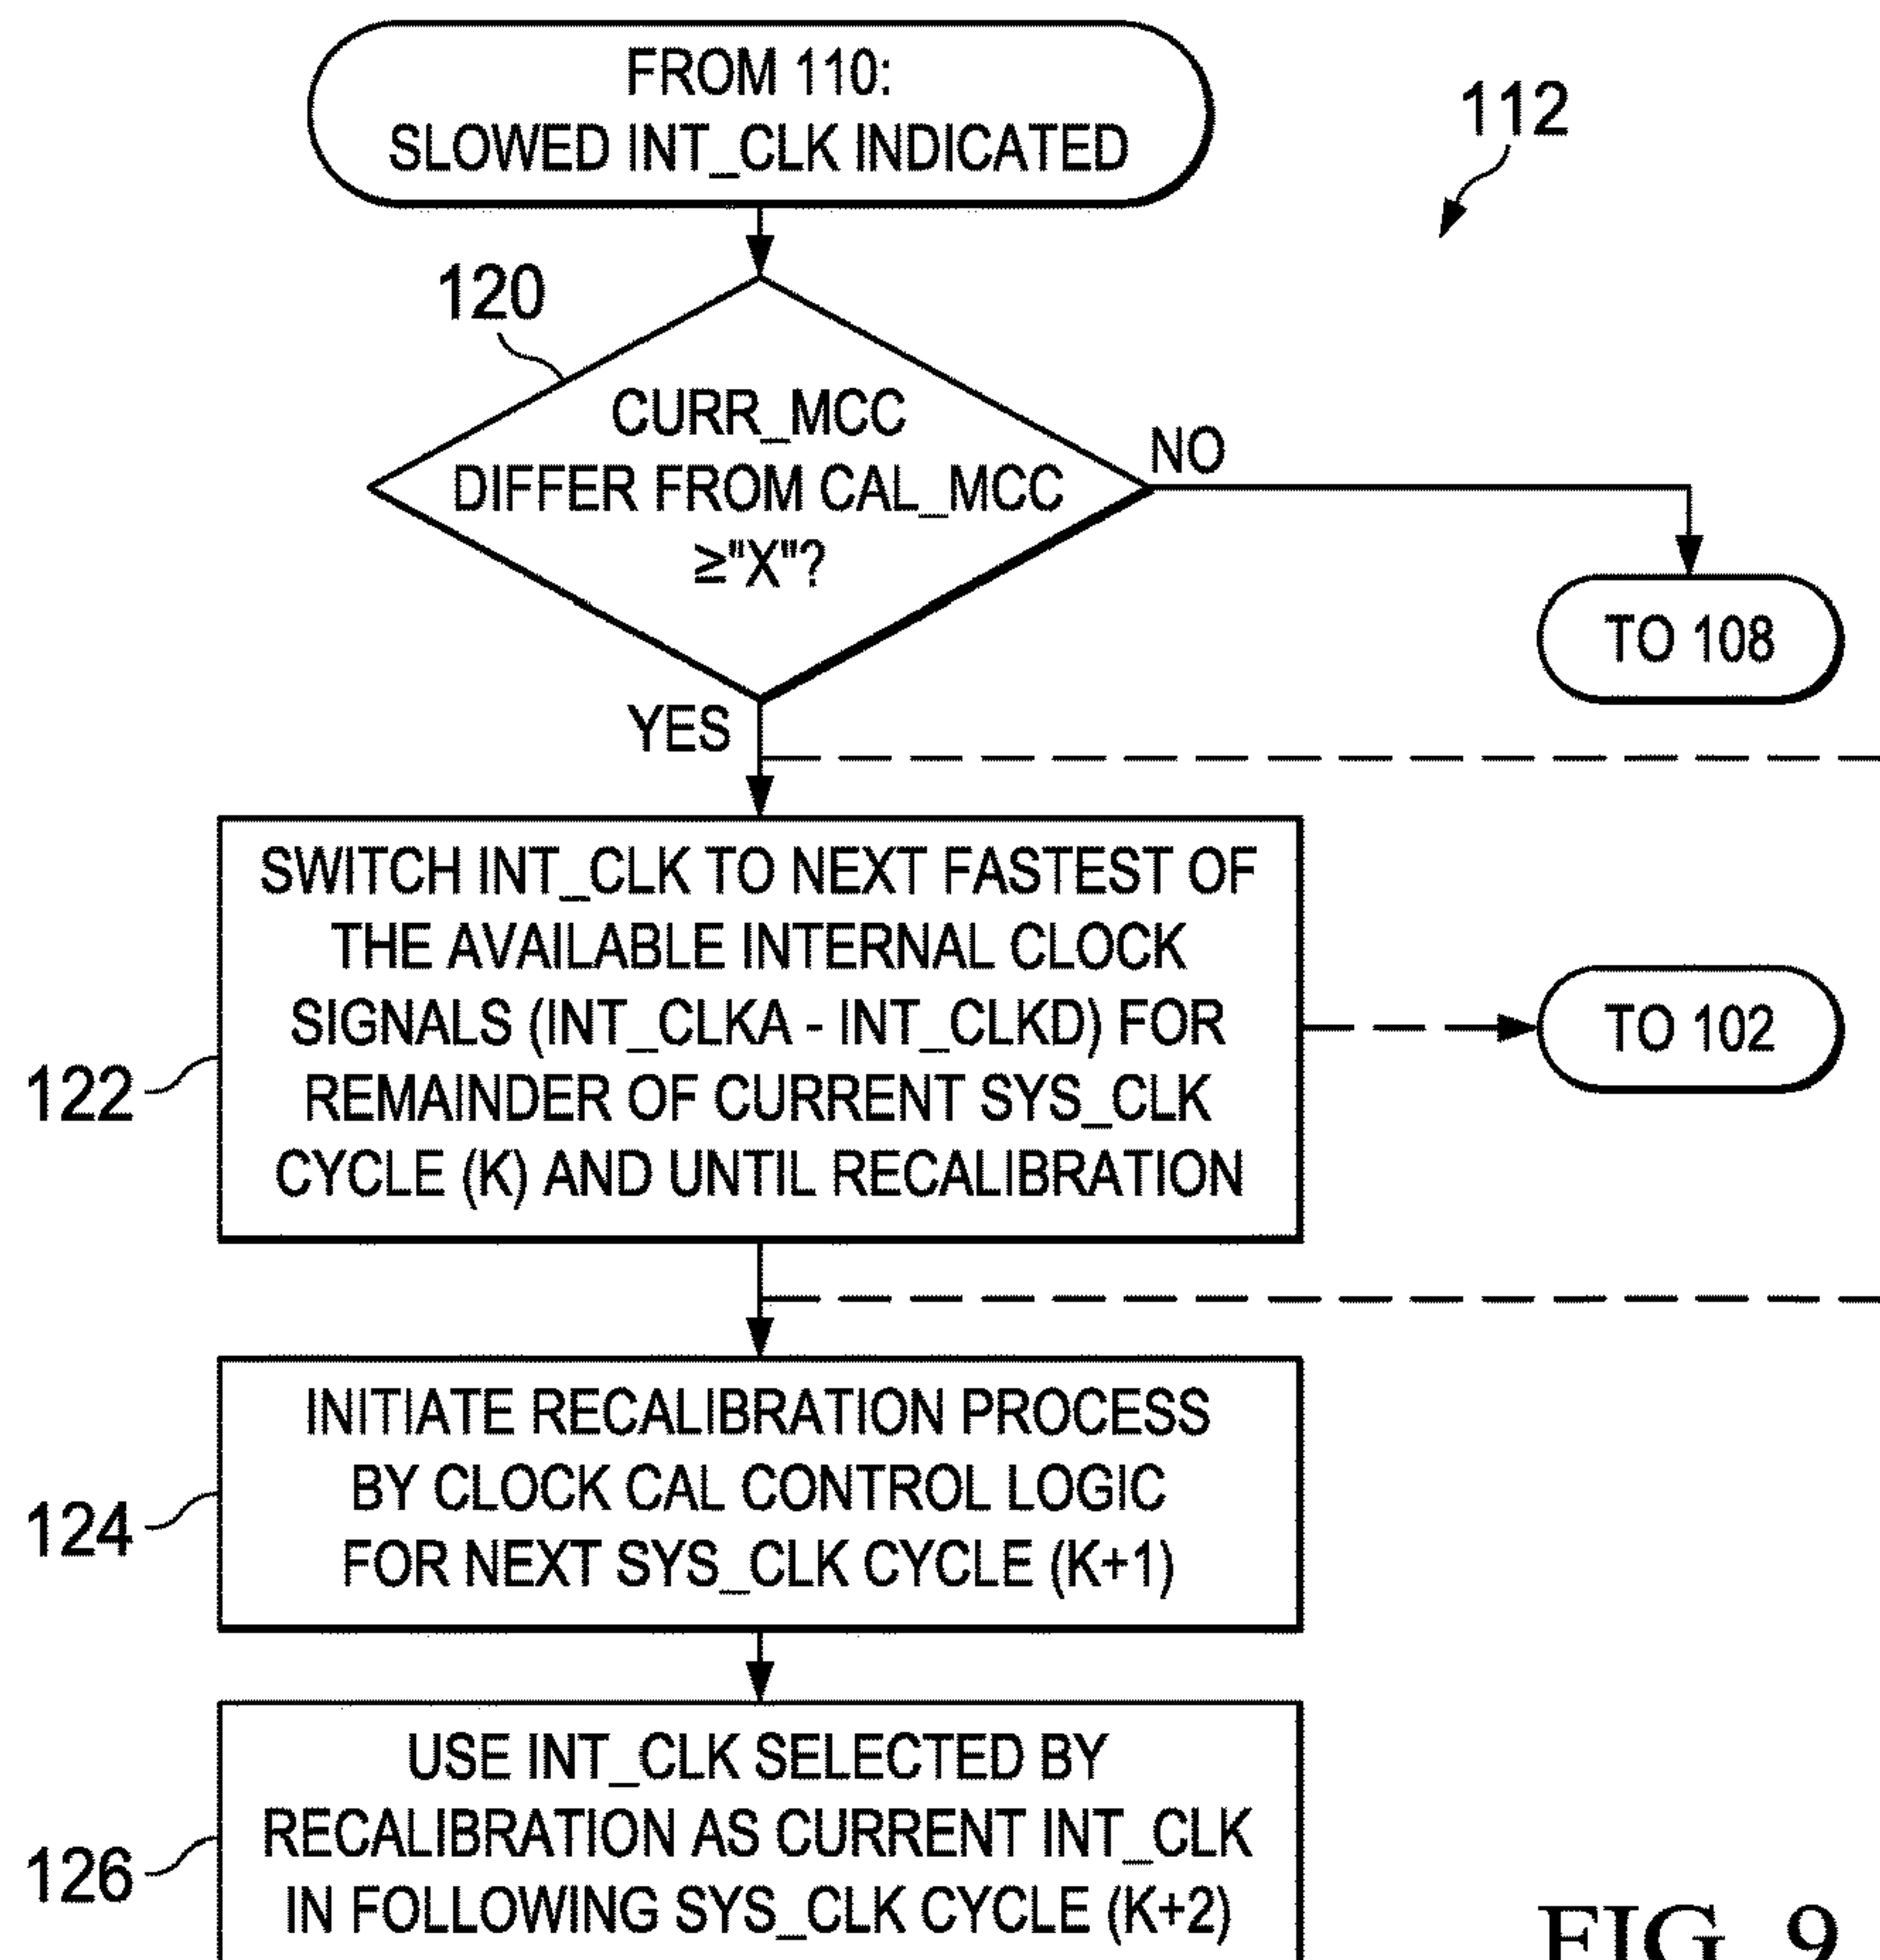 FROM 110:
SLOWED INT_CLK INDICATED
112
120
CURR_MCC
DIFFER FROM CAL_MCC
≥"X"?
NO
TO 108
YES
SWITCH INT_CLK TO NEXT FASTEST OF
THE AVAILABLE INTERNAL CLOCK
SIGNALS (INT_CLKA - INT_CLKD) FOR
REMAINDER OF CURRENT SYS_CLK
CYCLE (K) AND UNTIL RECALIBRATION
122
TO 102
INITIATE RECALIBRATION PROCESS
BY CLOCK CAL CONTROL LOGIC
FOR NEXT SYS_CLK CYCLE (K+1)
124
USE INT_CLK SELECTED BY
RECALIBRATION AS CURRENT INT_CLK
IN FOLLOWING SYS_CLK CYCLE (K+2)
126
FIG. 9